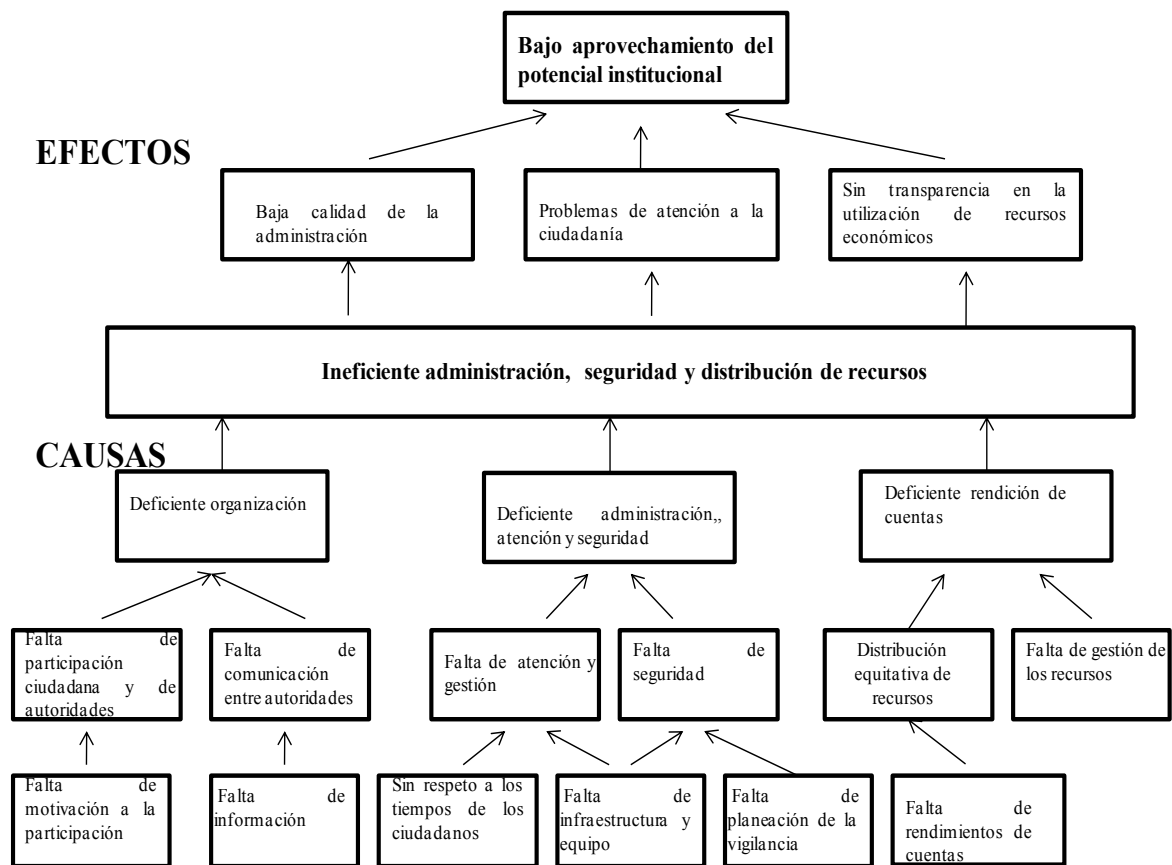 Bajo aprovechamiento del
potencial institucional
EFECTOS
Baja calidad de la
administración
Problemas de atención a la
ciudadanía
Sin transparencia en la
utilización de recursos
económicos
Ineficiente administración, seguridad y distribución de recursos
CAUSAS
Deficiente organización
Deficiente administración,,
atención y seguridad
Deficiente rendición de
cuentas
Falta de
participación
ciudadana y de
autoridades
Falta de
comunicación
entre autoridades
Falta de atención y
gestión
Falta de
seguridad
Distribución
equitativa de
recursos
Falta de gestión de
los recursos
Falta de
motivación a la
participación
Falta de
información
Sin respeto a los
tiempos de los
ciudadanos
Falta de
infraestructura y
equipo
Falta de
planeación de la
vigilancia
Falta de
rendimientos de
cuentas